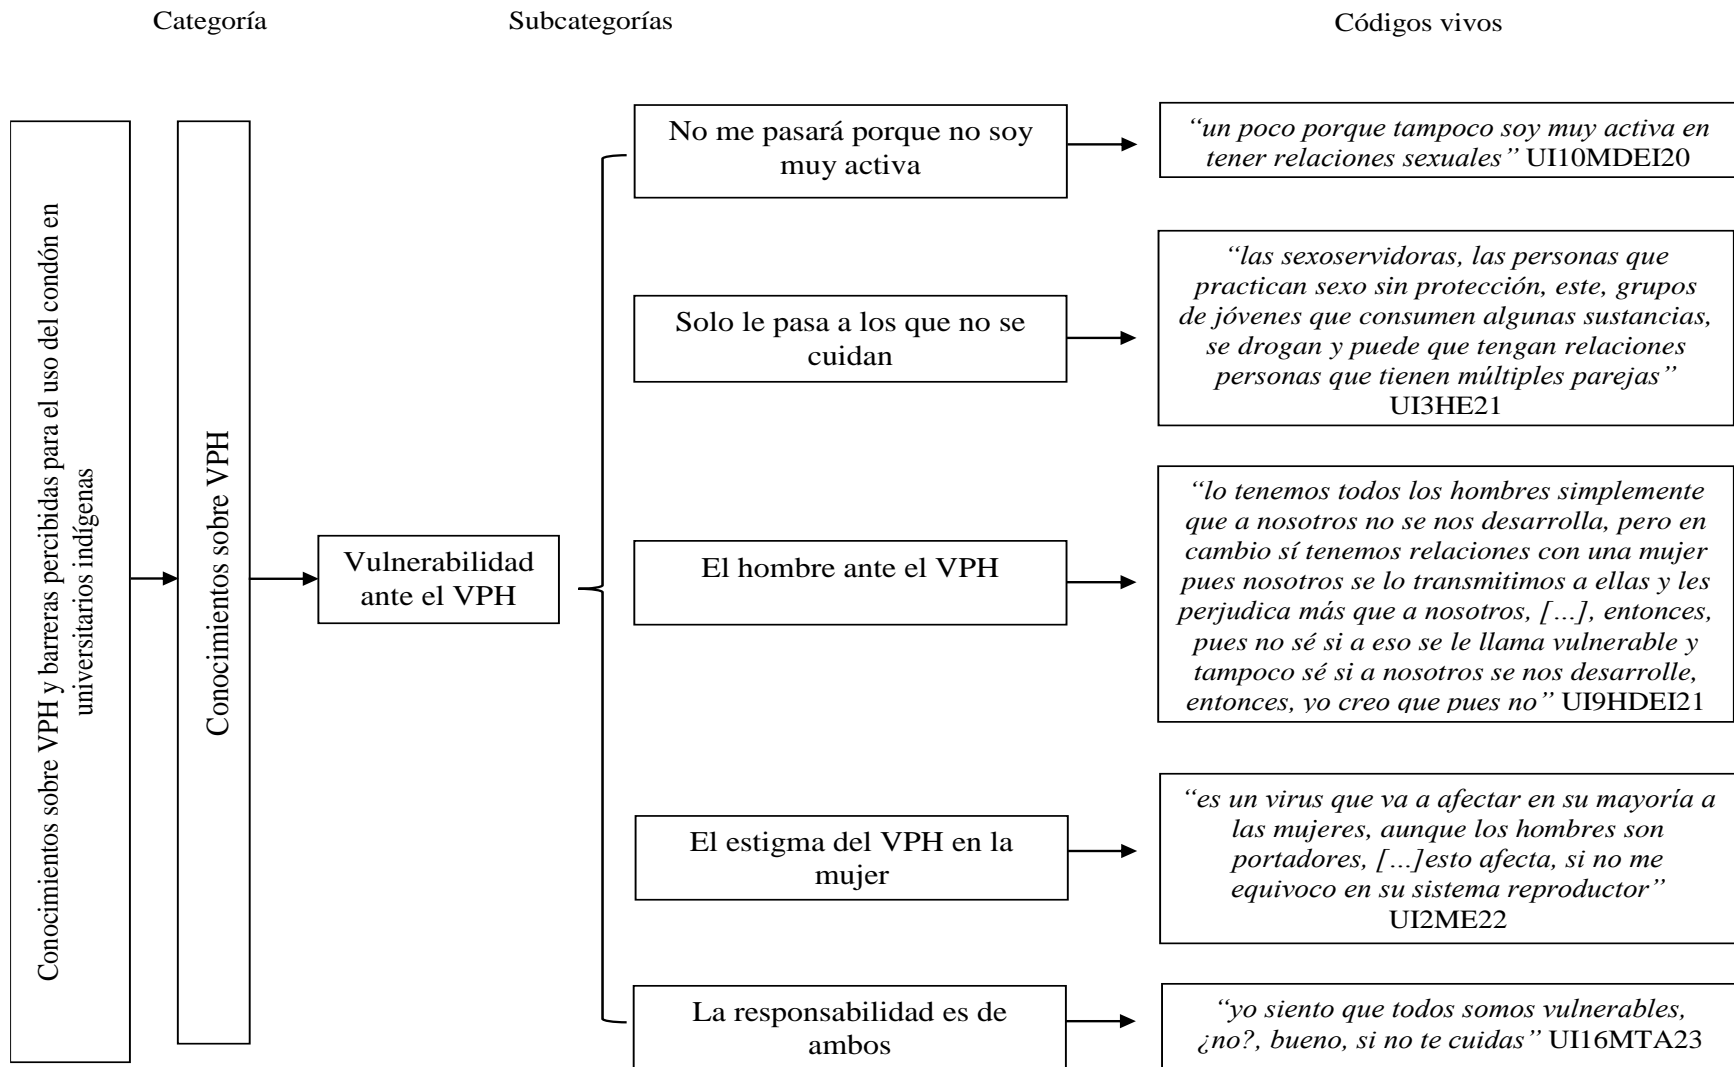 Categoría
Subcategorías
Códigos vivos
Conocimientos sobre VPH y barreras percibidas para el uso del condón en
universitarios indígenas
Conocimientos sobre VPH
Vulnerabilidad
ante el VPH
No me pasará porque no soy
muy activa
“un poco porque tampoco soy muy activa en
tener relaciones sexuales” UI10MDEI20
Solo le pasa a los que no se
cuidan
“las sexoservidoras, las personas que
practican sexo sin protección, este, grupos
de jóvenes que consumen algunas sustancias,
se drogan y puede que tengan relaciones
personas que tienen múltiples parejas”
UI3HE21
El hombre ante el VPH
“lo tenemos todos los hombres simplemente
que a nosotros no se nos desarrolla, pero en
cambio sí tenemos relaciones con una mujer
pues nosotros se lo transmitimos a ellas y les
perjudica más que a nosotros, […], entonces,
pues no sé si a eso se le llama vulnerable y
tampoco sé si a nosotros se nos desarrolle,
entonces, yo creo que pues no” UI9HDEI21
El estigma del VPH en la
mujer
“es un virus que va a afectar en su mayoría a
las mujeres, aunque los hombres son
portadores, […]esto afecta, si no me
equivoco en su sistema reproductor”
UI2ME22
La responsabilidad es de
ambos
“yo siento que todos somos vulnerables,
¿no?, bueno, si no te cuidas” UI16MTA23